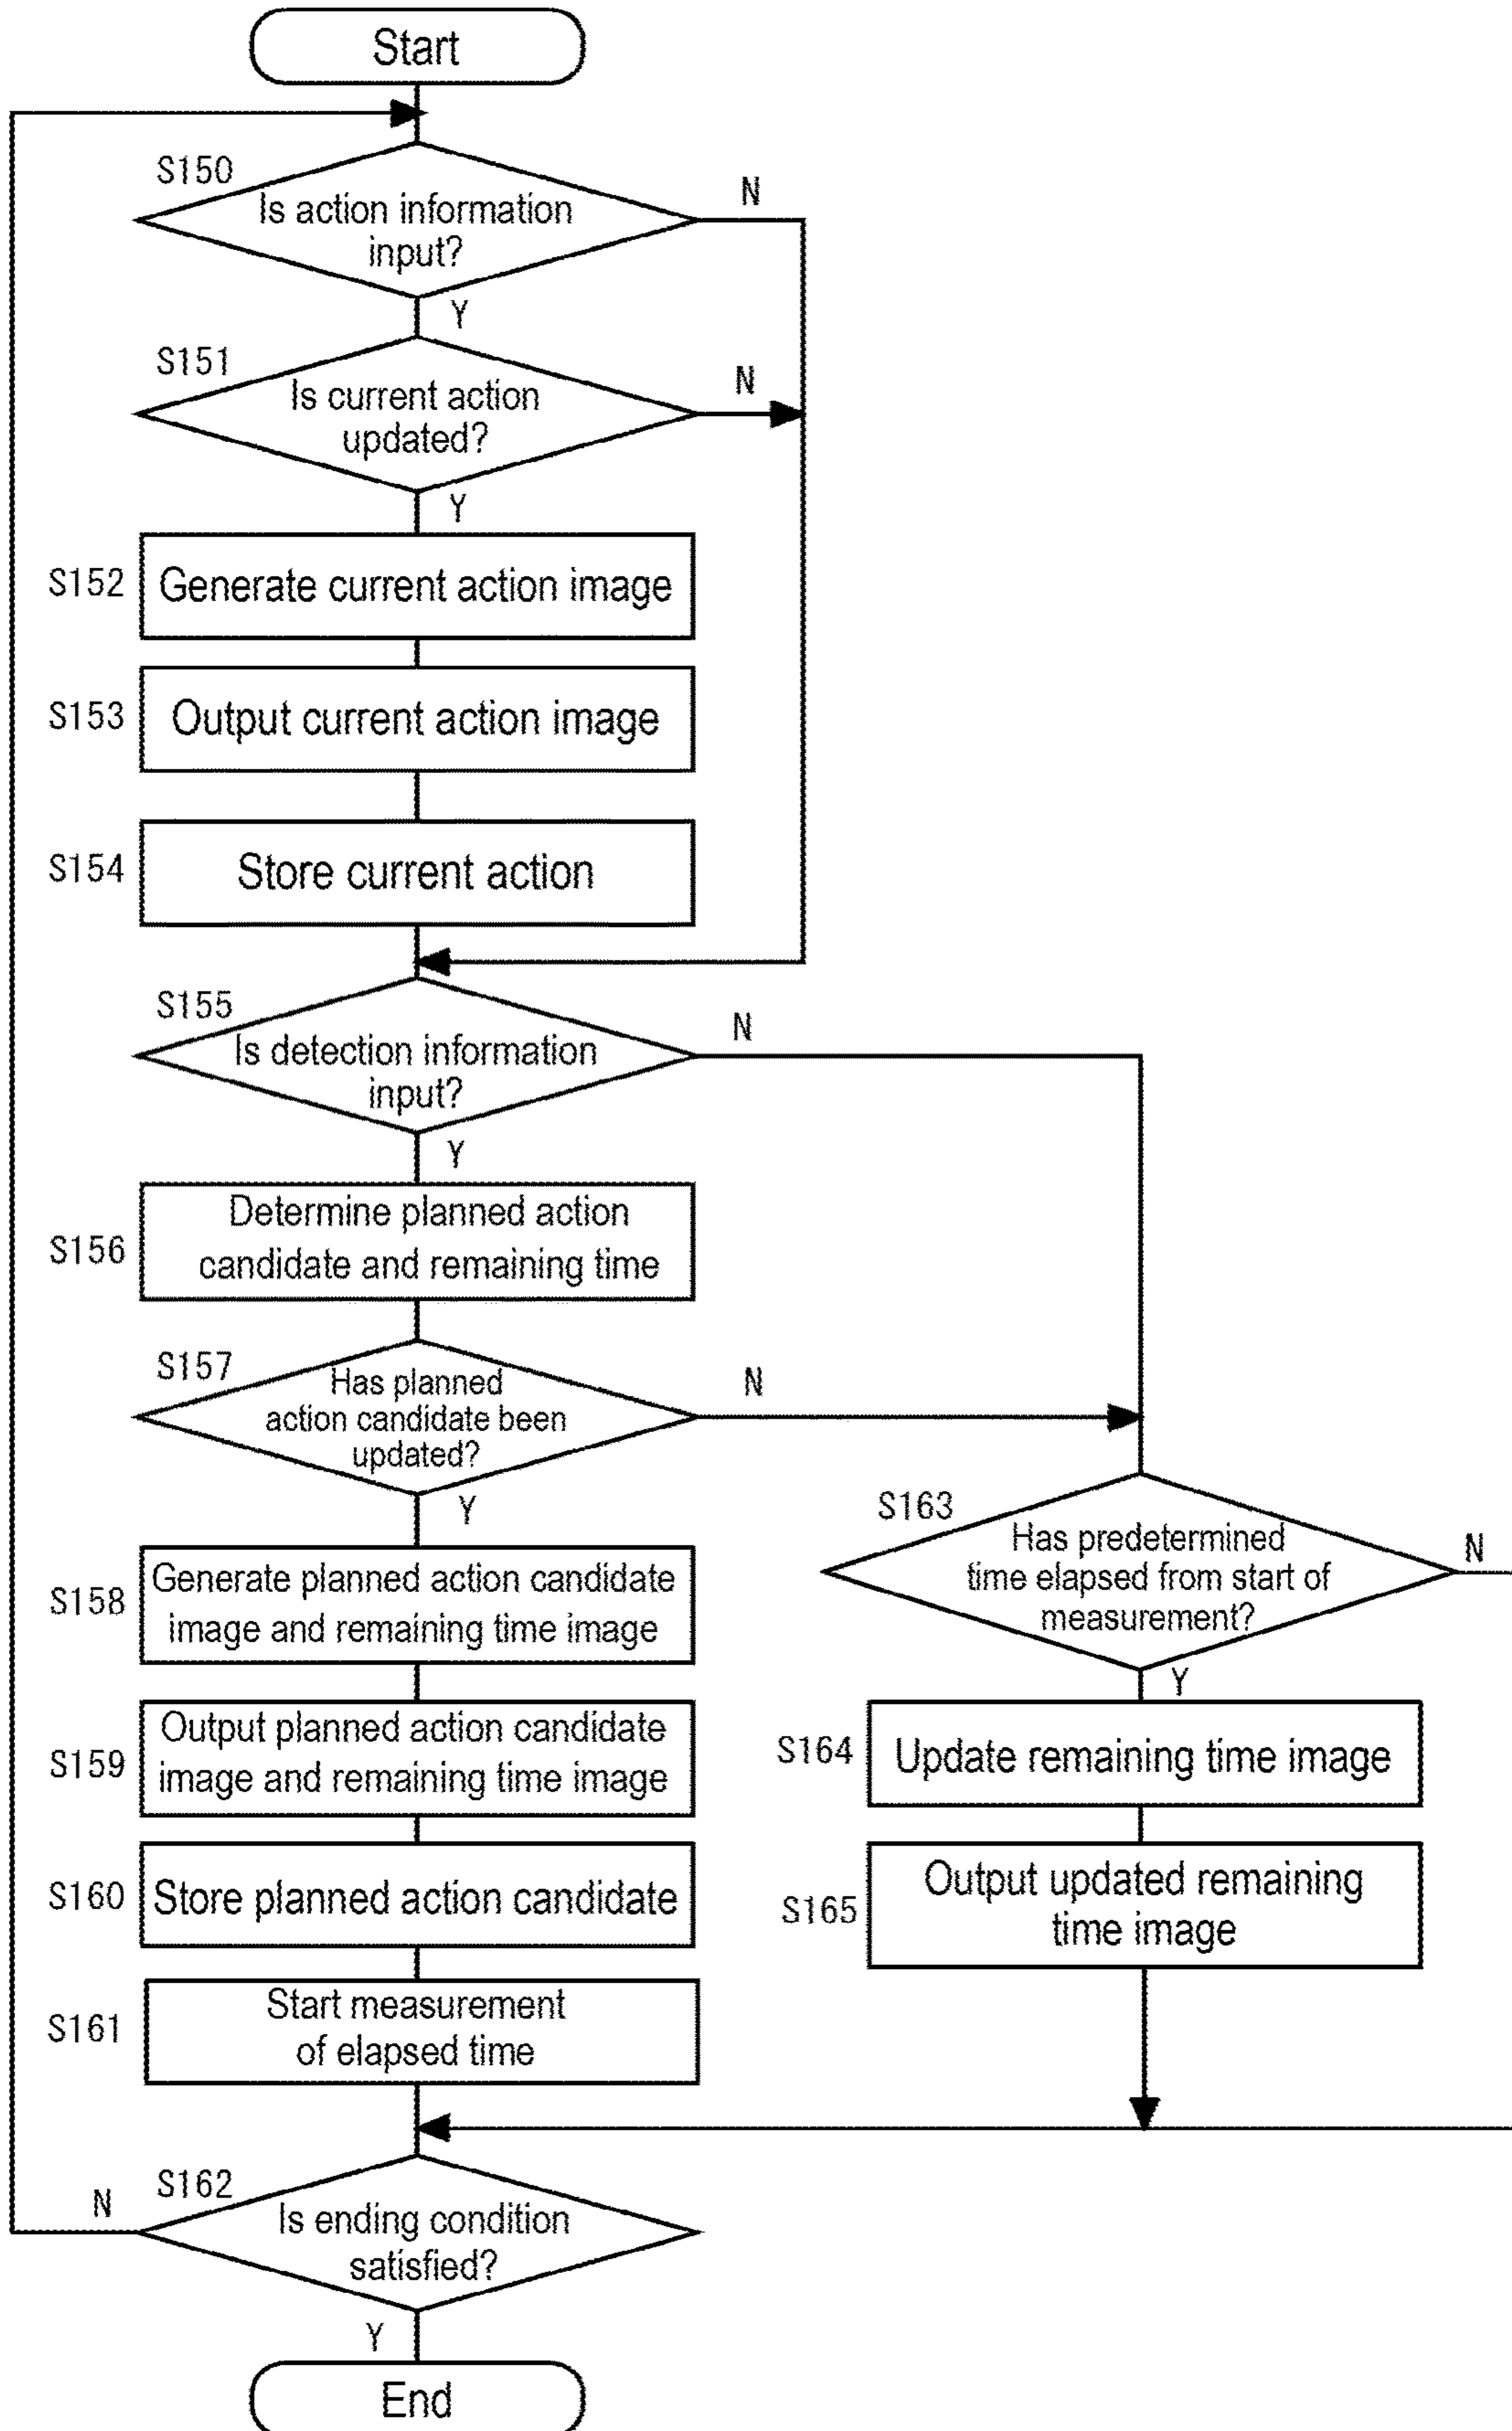 Start
S150
Is action information
input?
N
Y
S151
Is current action
updated?
N
Y
S152
Generate current action image
S153
Output current action image
S154
Store current action
S155
Is detection information
input?
N
Y
S156
Determine planned action
candidate and remaining time
S157
Has planned
action candidate been
updated?
N
Y
S158
Generate planned action candidate
image and remaining time image
S159
Output planned action candidate
image and remaining time image
S160
Store planned action candidate
S161
Start measurement
of elapsed time
S163
Has predetermined
time elapsed from start of
measurement?
N
Y
S164
Update remaining time image
S165
Output updated remaining
time image
S162
Is ending condition
satisfied?
N
Y
End